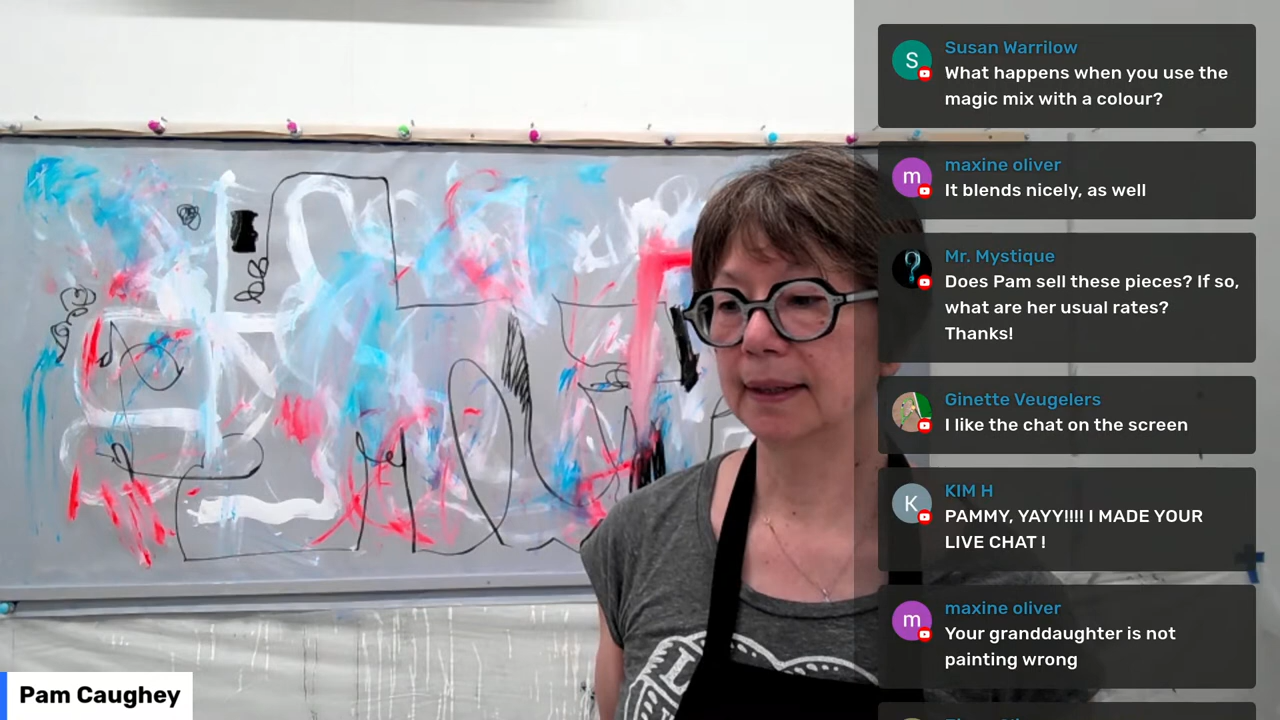 Susan Warrilow
What happens when you use the
magic mix with a colour?
maxine oliver
It blends nicely, as well
Mr. Mystique
Does Pam sell these pieces? If so,
what are her usual rates?
Thanks!
Ginette Veugelers
I like the chat on the screen
KIM H
PAMMY, YAYY!!!! I MADE YOUR
LIVE CHAT !
maxine oliver
Your granddaughter is not
painting wrong
Pam Caughey